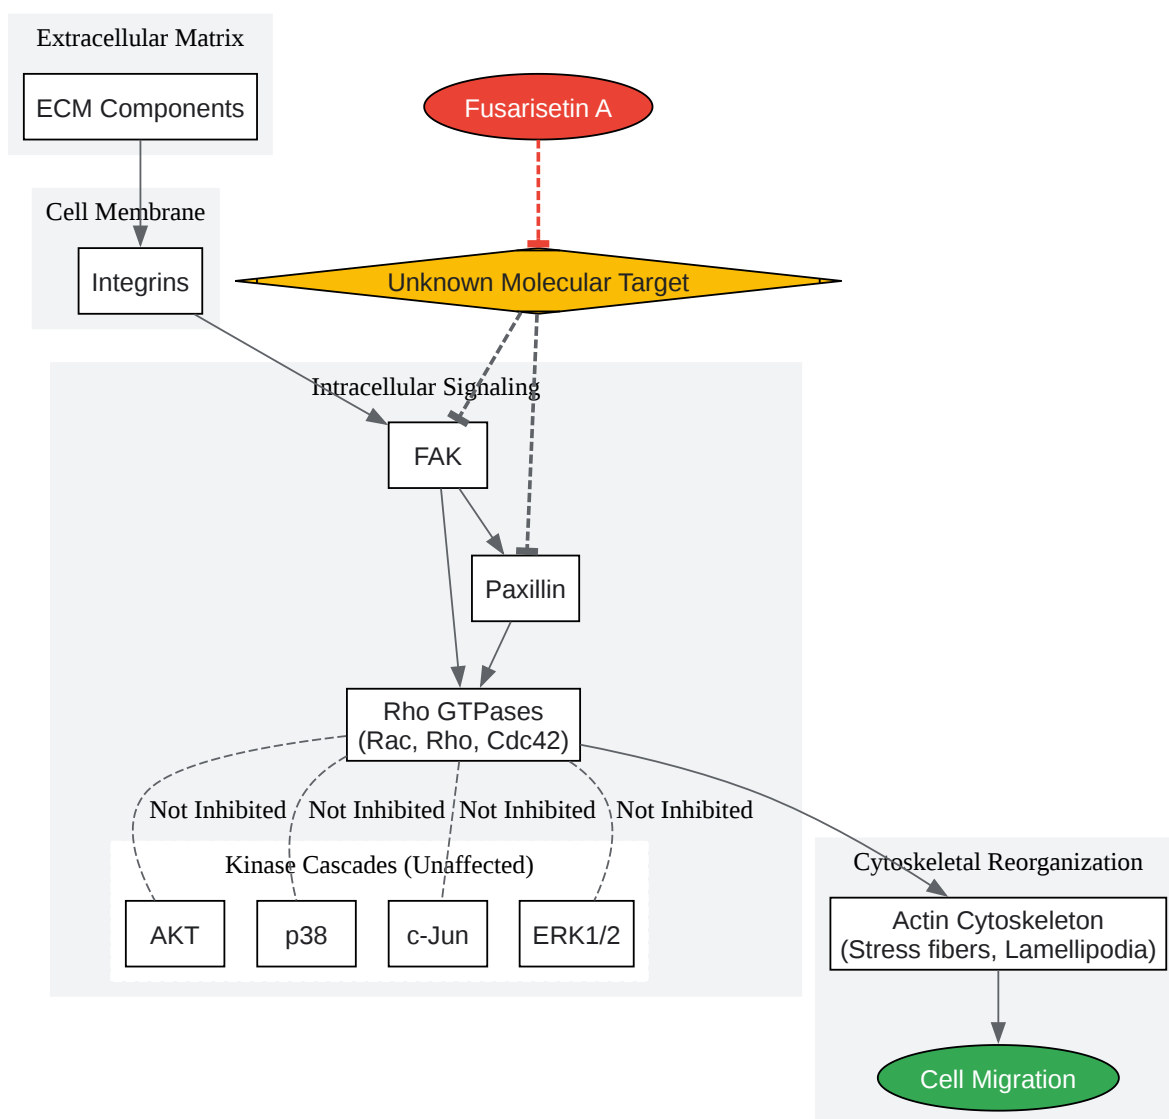 Extracellular Matrix
ECM Components
Fusarisetin A
Cell Membrane
Integrins
Unknown Molecular Target
Intracellular Signaling
FAK
Paxillin
Rho GTPases
(Rac, Rho, Cdc42)
Not Inhibited
Not Inhibited
Not Inhibited
Not Inhibited
Kinase Cascades (Unaffected)
AKT
p38
c-Jun
ERK1/2
Cytoskeletal Reorganization
Actin Cytoskeleton
(Stress fibers, Lamellipodia)
Cell Migration